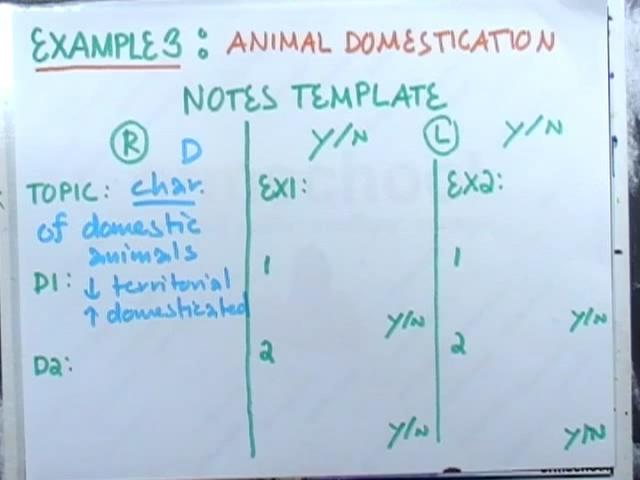 EXAMPLE 3: ANIMAL DOMESTICATION
NOTES TEMPLATE
R D
Y/N
L
Y/N
TOPIC: char.
of domestic
animals
D1: ↓ territorial
↑ domesticated
D2:
EX1:
1
Y/N
2
Y/N
EX2:
1
Y/N
2
Y/N